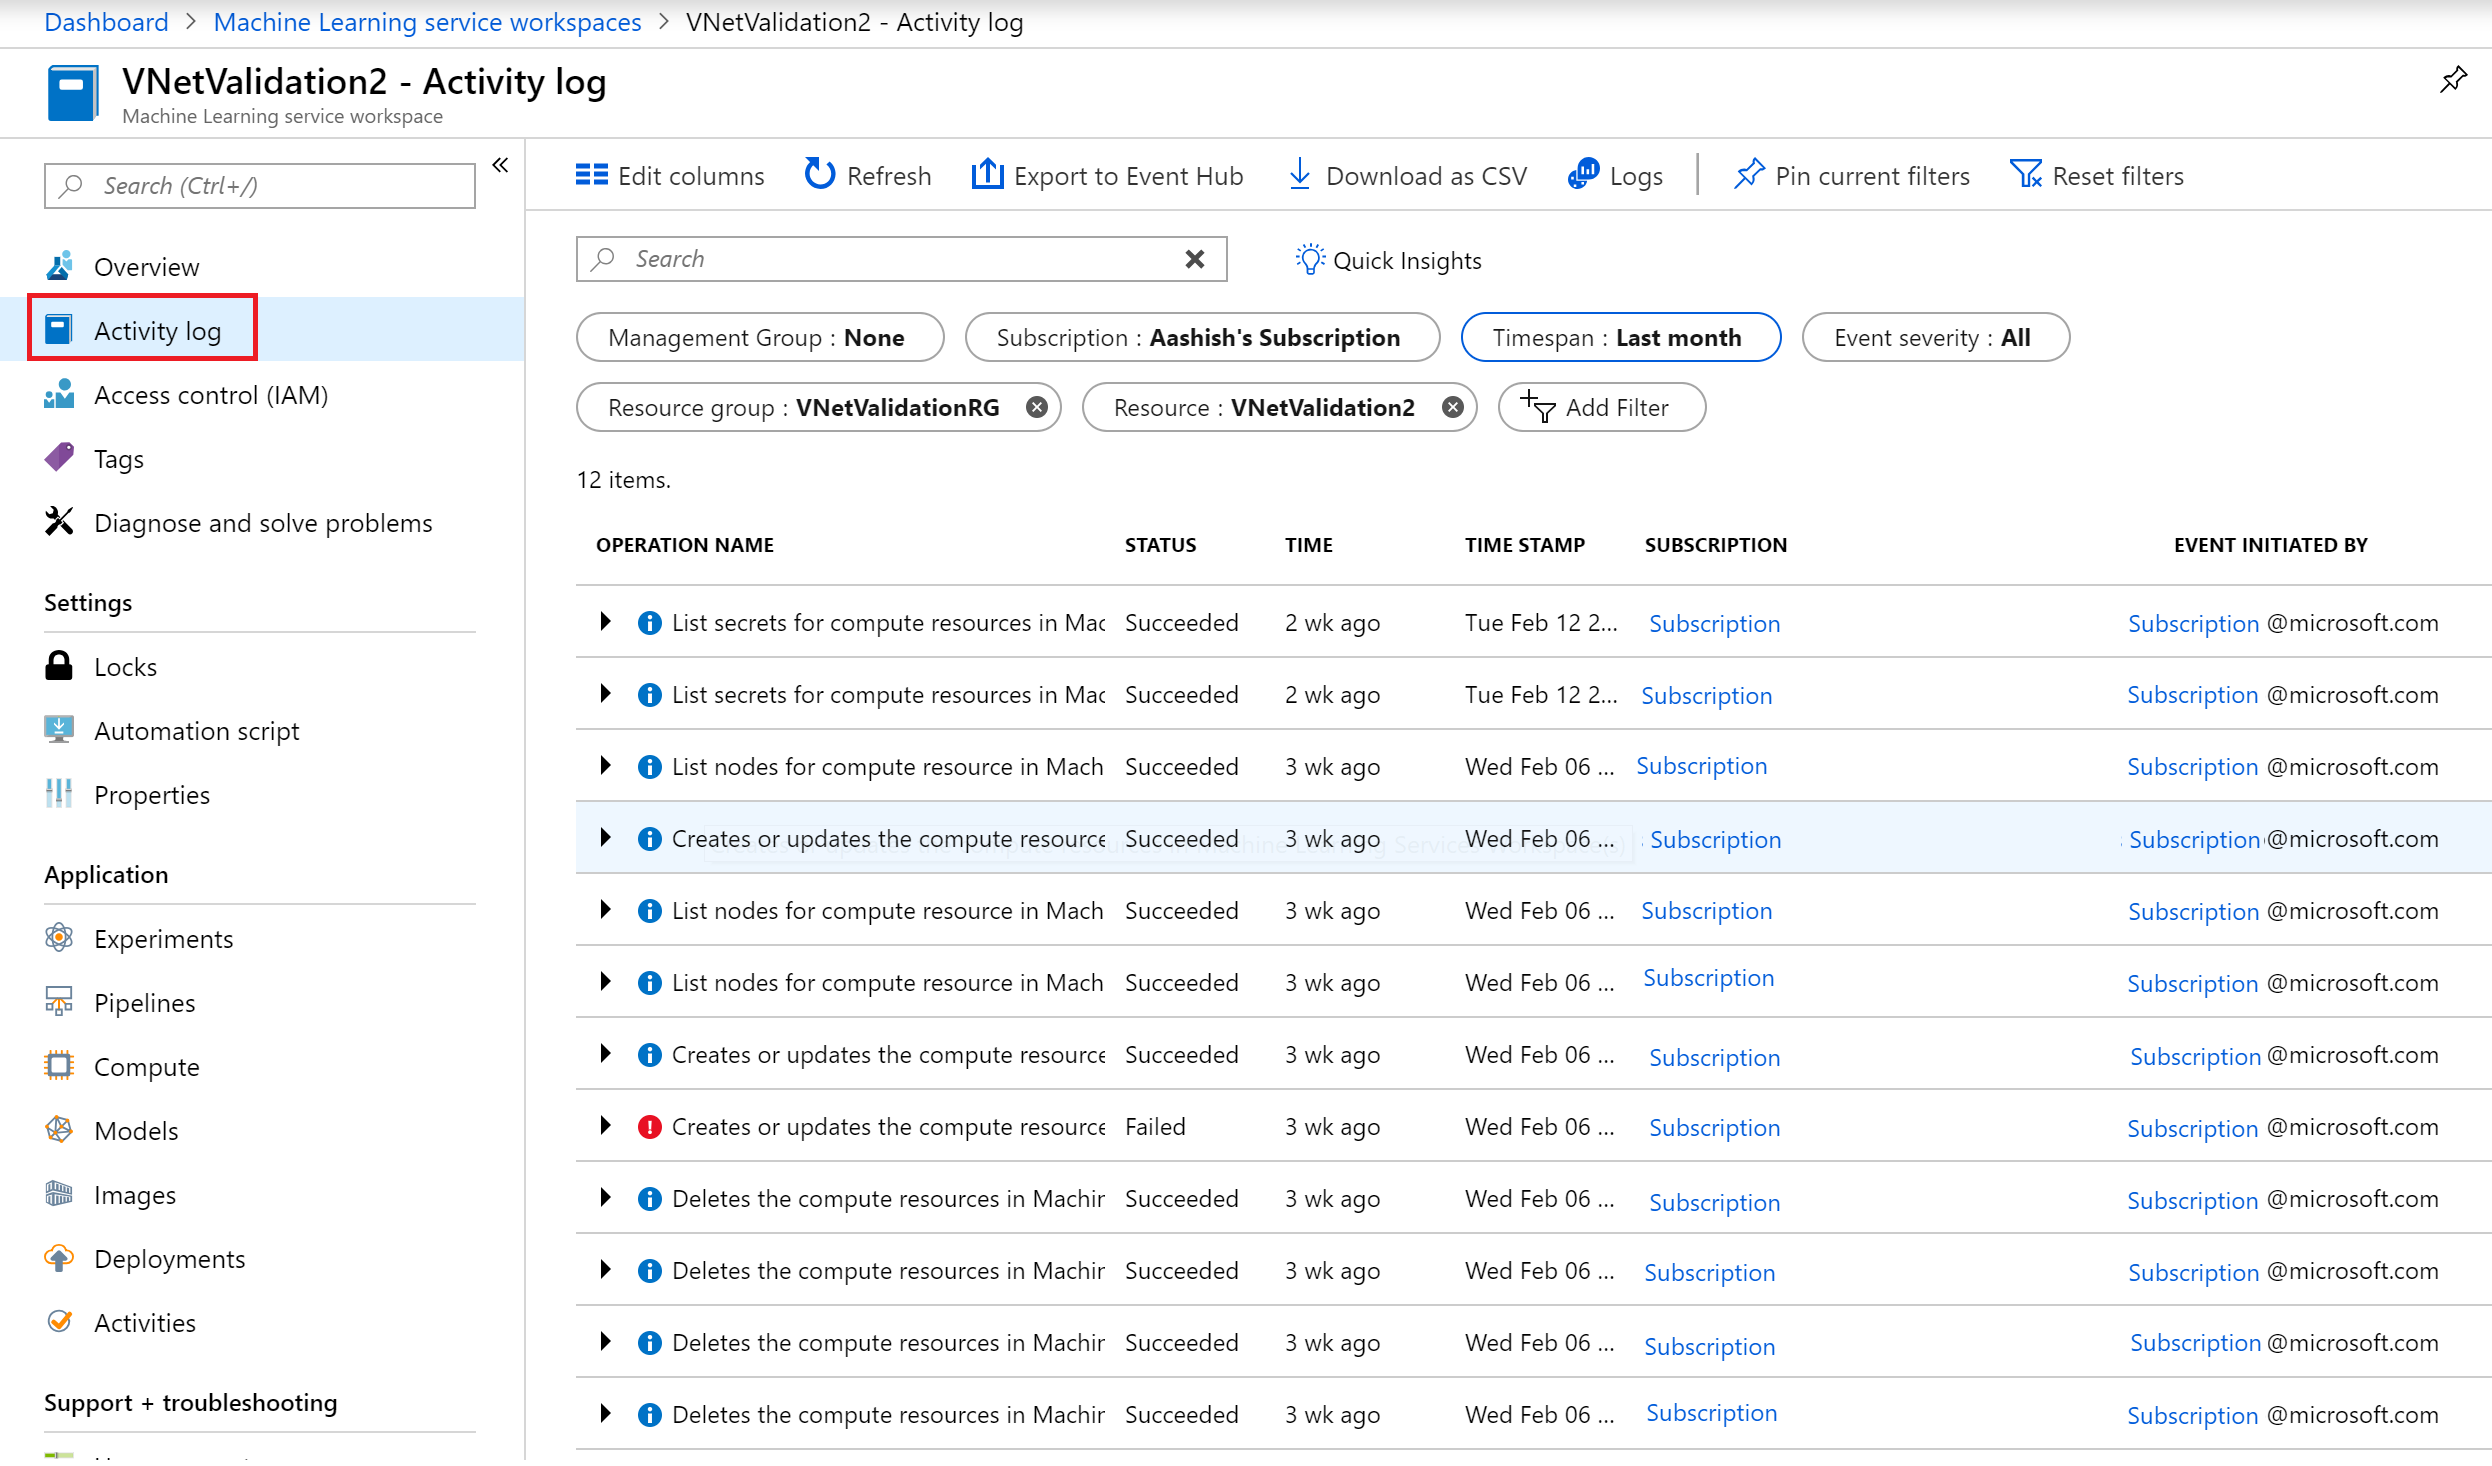 Dashboard > Machine Learning service workspaces > VNetValidation2 - Activity log
VNetValidation2 - Activity log
Machine Learning service workspace
Search (Ctrl+/)
Overview
Activity log
Access control (IAM)
Tags
Diagnose and solve problems
Settings
Locks
Automation script
Properties
Application
Experiments
Pipelines
Compute
Models
Images
Deployments
Activities
Support + troubleshooting
Edit columns Refresh Export to Event Hub Download as CSV Logs Pin current filters Reset filters
Search Quick Insights
Management Group : None Subscription : Aashish's Subscription Timespan : Last month Event severity : All
Resource group : VNetValidationRG Resource : VNetValidation2 Add Filter
12 items.
OPERATION NAME STATUS TIME TIME STAMP SUBSCRIPTION EVENT INITIATED BY
List secrets for compute resources in Mac Succeeded 2 wk ago Tue Feb 12 2... Subscription Subscription @microsoft.com
List secrets for compute resources in Mac Succeeded 2 wk ago Tue Feb 12 2... Subscription Subscription @microsoft.com
List nodes for compute resource in Mach Succeeded 3 wk ago Wed Feb 06 ... Subscription Subscription @microsoft.com
Creates or updates the compute resource Succeeded 3 wk ago Wed Feb 06 ... Subscription Subscription @microsoft.com
List nodes for compute resource in Mach Succeeded 3 wk ago Wed Feb 06 ... Subscription Subscription @microsoft.com
List nodes for compute resource in Mach Succeeded 3 wk ago Wed Feb 06 ... Subscription Subscription @microsoft.com
Creates or updates the compute resource Succeeded 3 wk ago Wed Feb 06 ... Subscription Subscription @microsoft.com
Creates or updates the compute resource Failed 3 wk ago Wed Feb 06 ... Subscription Subscription @microsoft.com
Deletes the compute resources in Machin Succeeded 3 wk ago Wed Feb 06 ... Subscription Subscription @microsoft.com
Deletes the compute resources in Machin Succeeded 3 wk ago Wed Feb 06 ... Subscription Subscription @microsoft.com
Deletes the compute resources in Machin Succeeded 3 wk ago Wed Feb 06 ... Subscription Subscription @microsoft.com
Deletes the compute resources in Machin Succeeded 3 wk ago Wed Feb 06 ... Subscription Subscription @microsoft.com